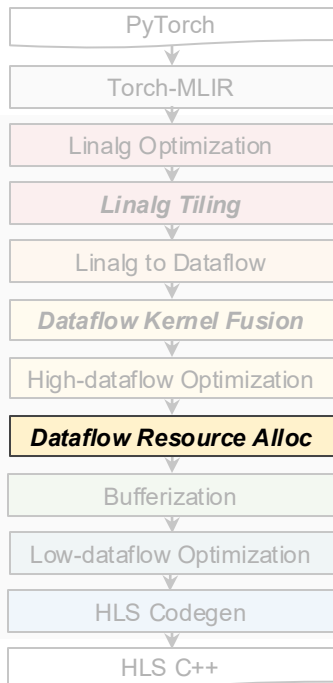 PyTorch
Torch-MLIR
Linalg Optimization
Linalg Tiling
Linalg to Dataflow
Dataflow Kernel Fusion
High-dataflow Optimization
Dataflow Resource Alloc
Bufferization
Low-dataflow Optimization
HLS Codegen
HLS C++